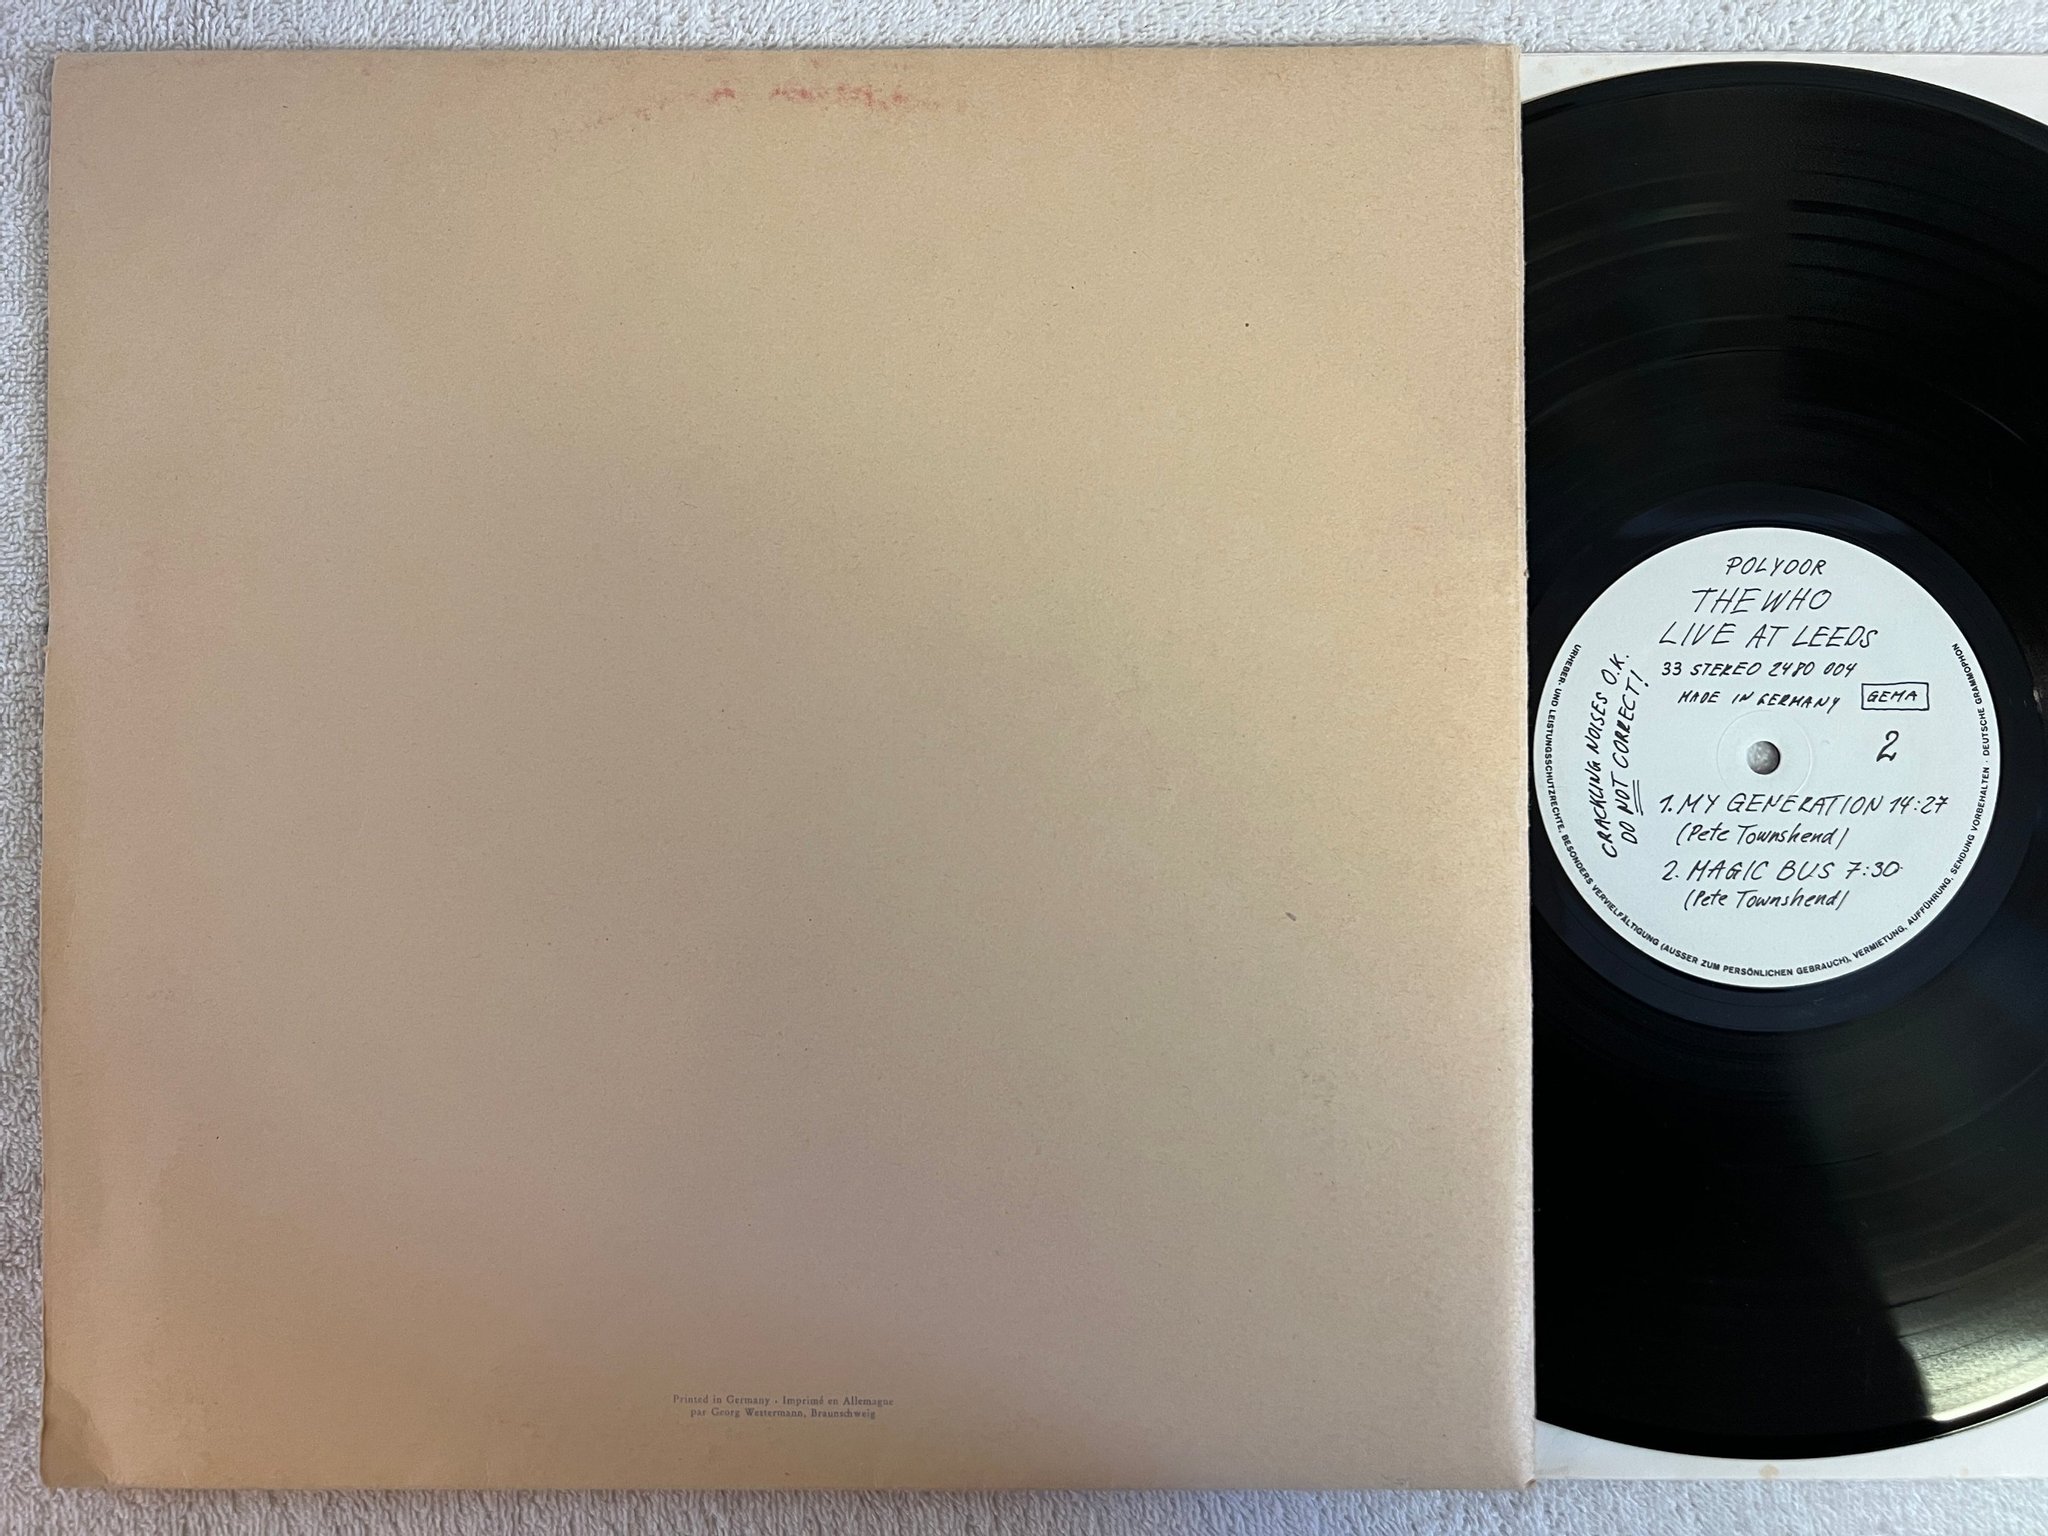 POLYDOR
THE WHO
LIVE AT LEEDS
33 STEREO 2480 004
MADE IN GERMANY GEMA
2
CRACKLING NOISES O.K.
DO NOT CORRECT!
1. MY GENERATION 14:27
(Pete Townshend)
2. MAGIC BUS 7:30
(Pete Townshend)
URHEBER- UND LEISTUNGSSCHUTZRECHTE, BESONDERS VERVIELFÄLTIGUNG (AUSSER ZUM PERSÖNLICHEN GEBRAUCH), VERMIETUNG, AUFFÜHRUNG, SENDUNG VORBEHALTEN · DEUTSCHE GRAMMOPHON
Printed in Germany . Imprimé en Allemagne
par Georg Westermann, Braunschweig